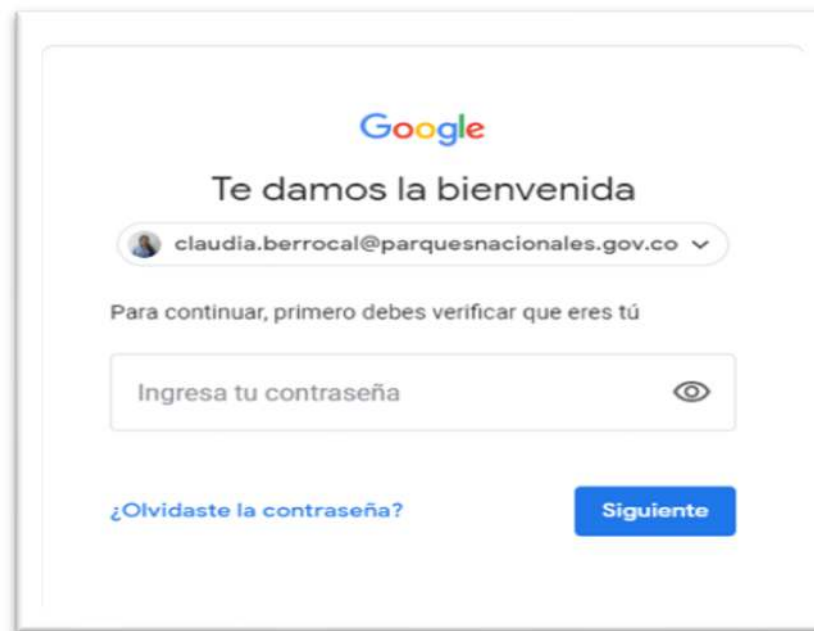 Google
Te damos la bienvenida
claudia.berrocal@parquesnacionales.gov.co
Para continuar, primero debes verificar que eres tú
Ingresa tu contraseña
¿Olvidaste la contraseña? Siguiente